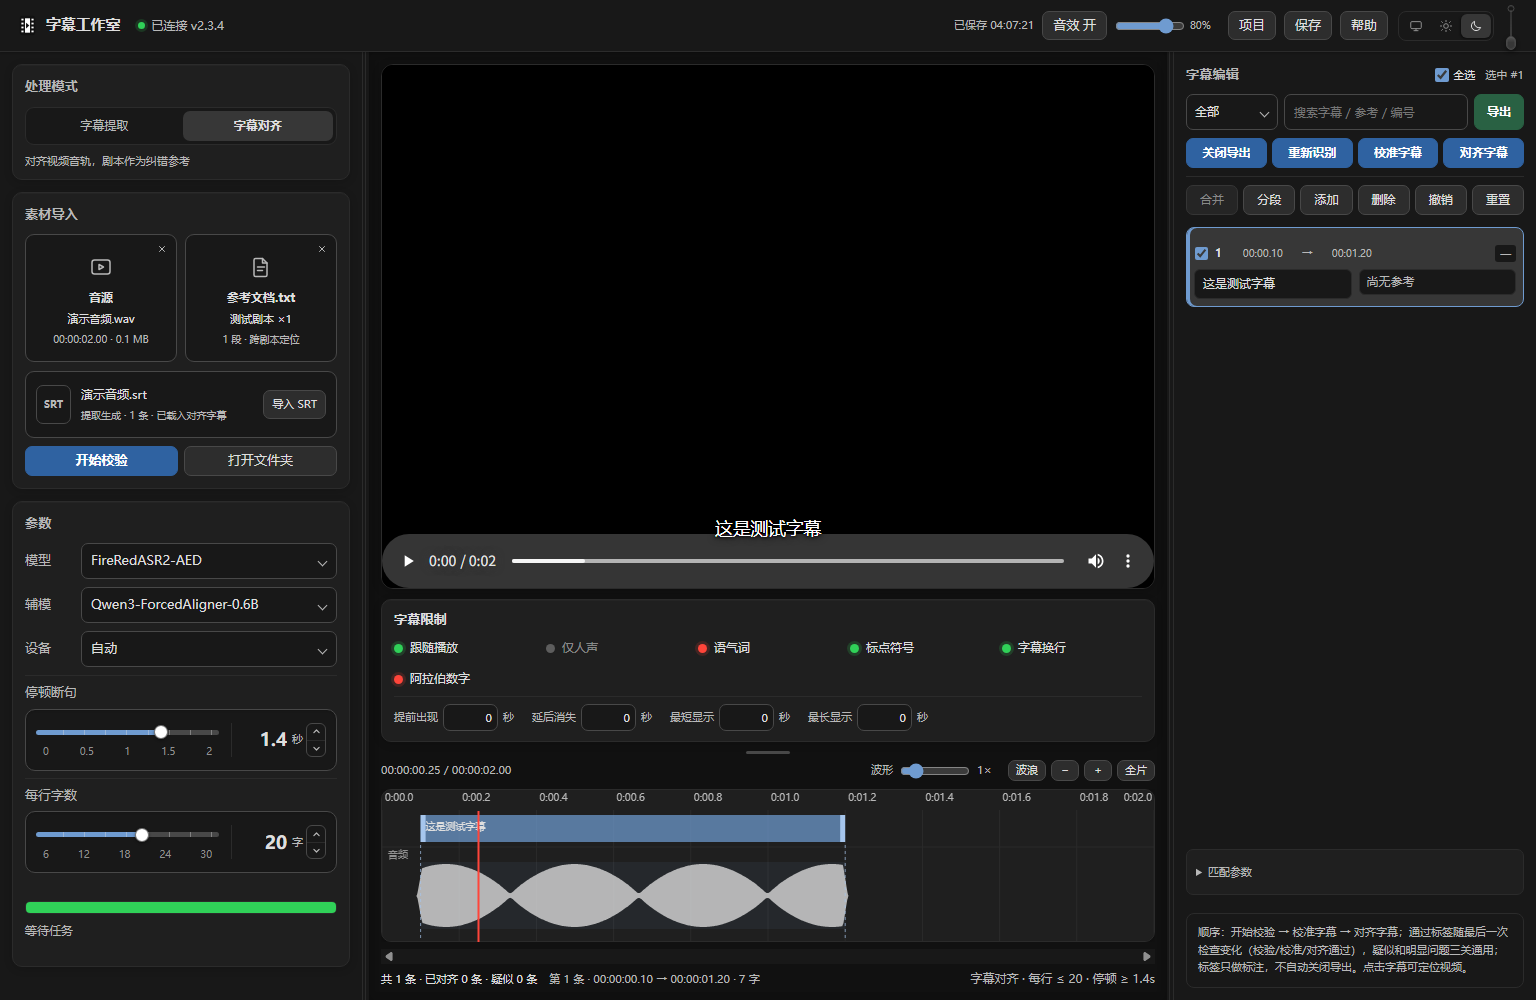 字幕工作室 已连接 v2.3.4 已保存 04:07:21 音效 开 80% 项目 保存 帮助
处理模式
字幕提取 字幕对齐
对齐视频音轨，剧本作为纠错参考
素材导入
× ×
音源 参考文档.txt
演示音频.wav 测试剧本 ×1
00:00:02.00 · 0.1 MB 1 段 · 跨剧本定位
SRT 演示音频.srt 导入 SRT
提取生成 · 1 条 · 已载入对齐字幕
开始校验 打开文件夹
参数
模型 FireRedASR2-AED
辅模 Qwen3-ForcedAligner-0.6B
设备 自动
停顿断句
1.4 秒
0 0.5 1 1.5 2
每行字数
20 字
6 12 18 24 30
等待任务
这是测试字幕
0:00 / 0:02
字幕限制
跟随播放 仅人声 语气词 标点符号 字幕换行
阿拉伯数字
提前出现 0 秒 延后消失 0 秒 最短显示 0 秒 最长显示 0 秒
00:00:00.25 / 00:00:02.00 波形 1× 波浪 − + 全片
0:00.0 0:00.2 0:00.4 0:00.6 0:00.8 0:01.0 0:01.2 0:01.4 0:01.6 0:01.8 0:02.0
这是测试字幕
音频
共 1 条 · 已对齐 0 条 · 疑似 0 条 第 1 条 · 00:00:00.10 → 00:00:01.20 · 7 字 字幕对齐 · 每行 ≤ 20 · 停顿 ≥ 1.4s
字幕编辑 全选 选中 #1
全部 搜索字幕 / 参考 / 编号 导出
关闭导出 重新识别 校准字幕 对齐字幕
合并 分段 添加 删除 撤销 重置
1 00:00.10 → 00:01.20 —
这是测试字幕 尚无参考
匹配参数
顺序：开始校验 → 校准字幕 → 对齐字幕；通过标签随最后一次
检查变化（校验/校准/对齐通过），疑似和明显问题三关通用；
标签只做标注，不自动关闭导出。点击字幕可定位视频。